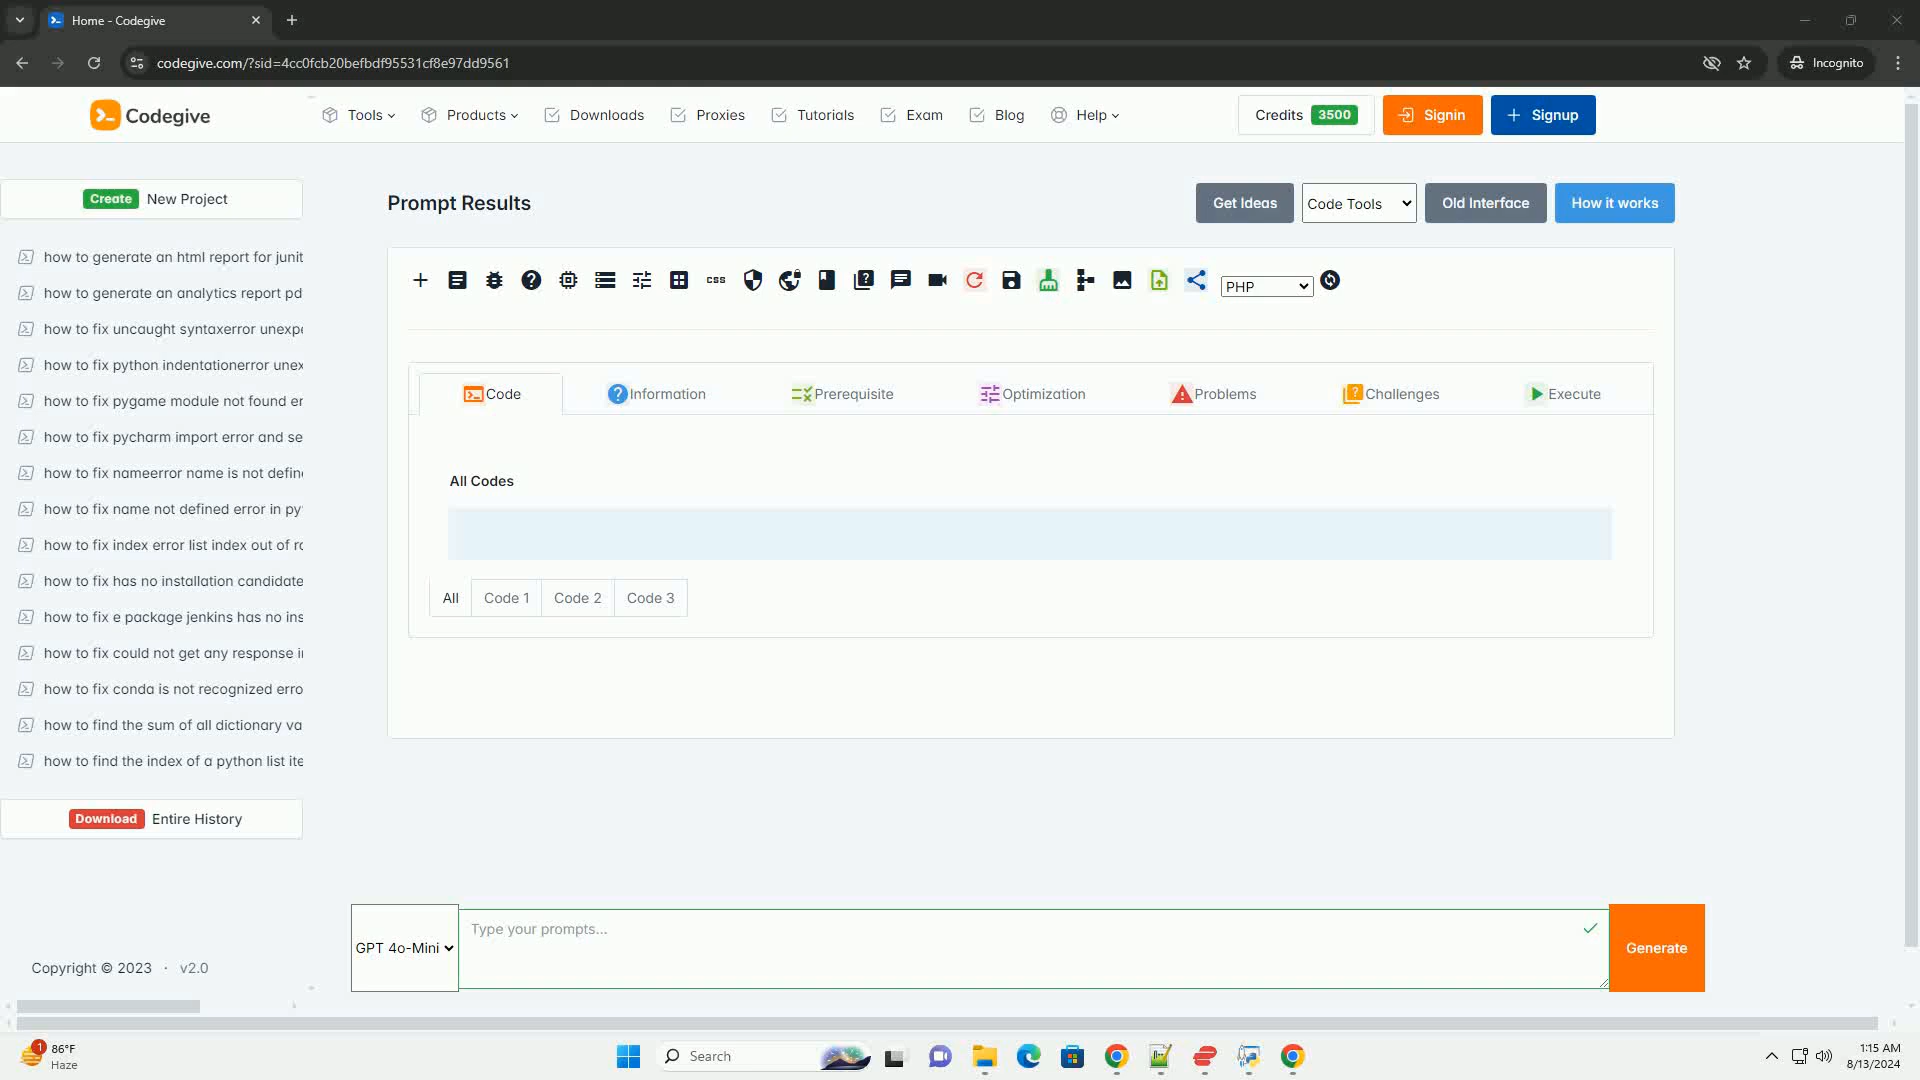 Home - Codegive
codegive.com/?sid=4cc0fcb20befbdf95531cf8e97dd9561
Incognito
Codegive
Tools
Products
Downloads
Proxies
Tutorials
Exam
Blog
Help
Credits 3500
Signin
Signup
Create New Project
Prompt Results
Get Ideas
Code Tools
Old Interface
How it works
how to generate an html report for junit
how to generate an analytics report pd
how to fix uncaught syntaxerror unexpe
how to fix python indentationerror unex
how to fix pygame module not found er
how to fix pycharm import error and se
how to fix nameerror name is not define
how to fix name not defined error in py
how to fix index error list index out of ra
how to fix has no installation candidate
how to fix e package jenkins has no ins
how to fix could not get any response i
how to fix conda is not recognized erro
how to find the sum of all dictionary va
how to find the index of a python list ite
Download Entire History
css
PHP
Code
Information
Prerequisite
Optimization
Problems
Challenges
Execute
All Codes
All
Code 1
Code 2
Code 3
GPT 4o-Mini
Type your prompts...
Generate
Copyright © 2023 · v2.0
1
86°F
Haze
Search
1:15 AM
8/13/2024